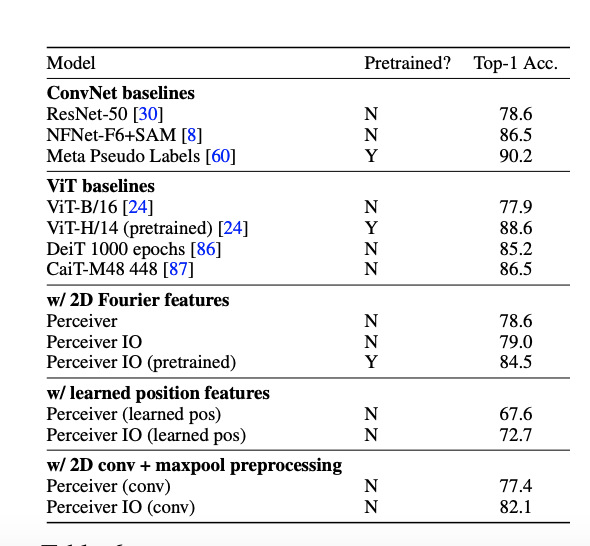 Model Pretrained? Top-1 Acc.
ConvNet baselines
ResNet-50 [30] N 78.6
NFNet-F6+SAM [8] N 86.5
Meta Pseudo Labels [60] Y 90.2
ViT baselines
ViT-B/16 [24] N 77.9
ViT-H/14 (pretrained) [24] Y 88.6
DeiT 1000 epochs [86] N 85.2
CaiT-M48 448 [87] N 86.5
w/ 2D Fourier features
Perceiver N 78.6
Perceiver IO N 79.0
Perceiver IO (pretrained) Y 84.5
w/ learned position features
Perceiver (learned pos) N 67.6
Perceiver IO (learned pos) N 72.7
w/ 2D conv + maxpool preprocessing
Perceiver (conv) N 77.4
Perceiver IO (conv) N 82.1